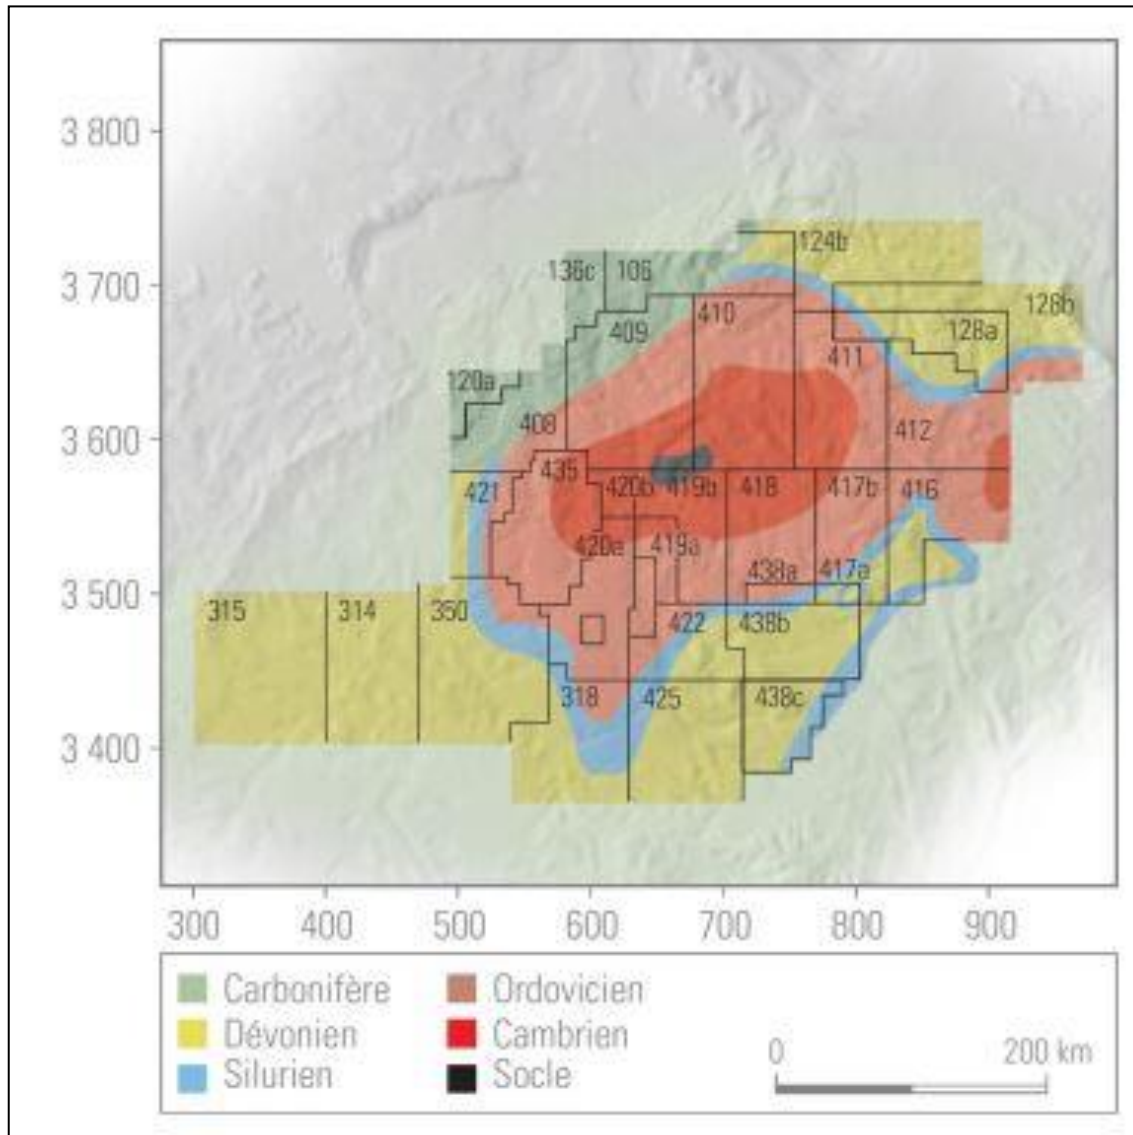 3 800
124b
136c 106
3 700
128b
410
409
128a
411
120a
408
412
3 600
435
421
420b 419b 418 417b 416
420a 419a
438a 417a
3 500
315 314 350
422 438b
318 425 438c
3 400
300 400 500 600 700 800 900
Carbonifère Ordovicien
Dévonien Cambrien
Silurien Socle
0 200 km